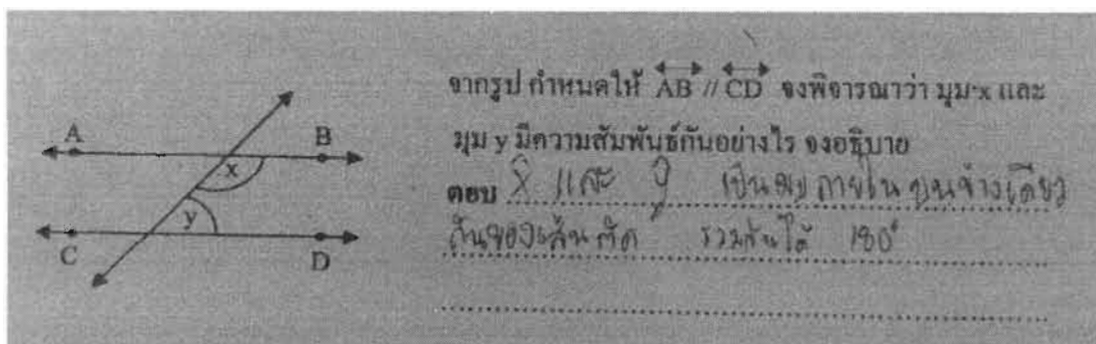 จากรูป กำหนดให้ AB // CD จงพิจารณาว่า มุม x และ
มุม y มีความสัมพันธ์กันอย่างไร จงอธิบาย
ตอบ x̂ และ ŷ เป็นมุมภายในบนข้างเดียว
กันของเส้นตัด รวมกันได้ 180°
A
B
x
y
C
D